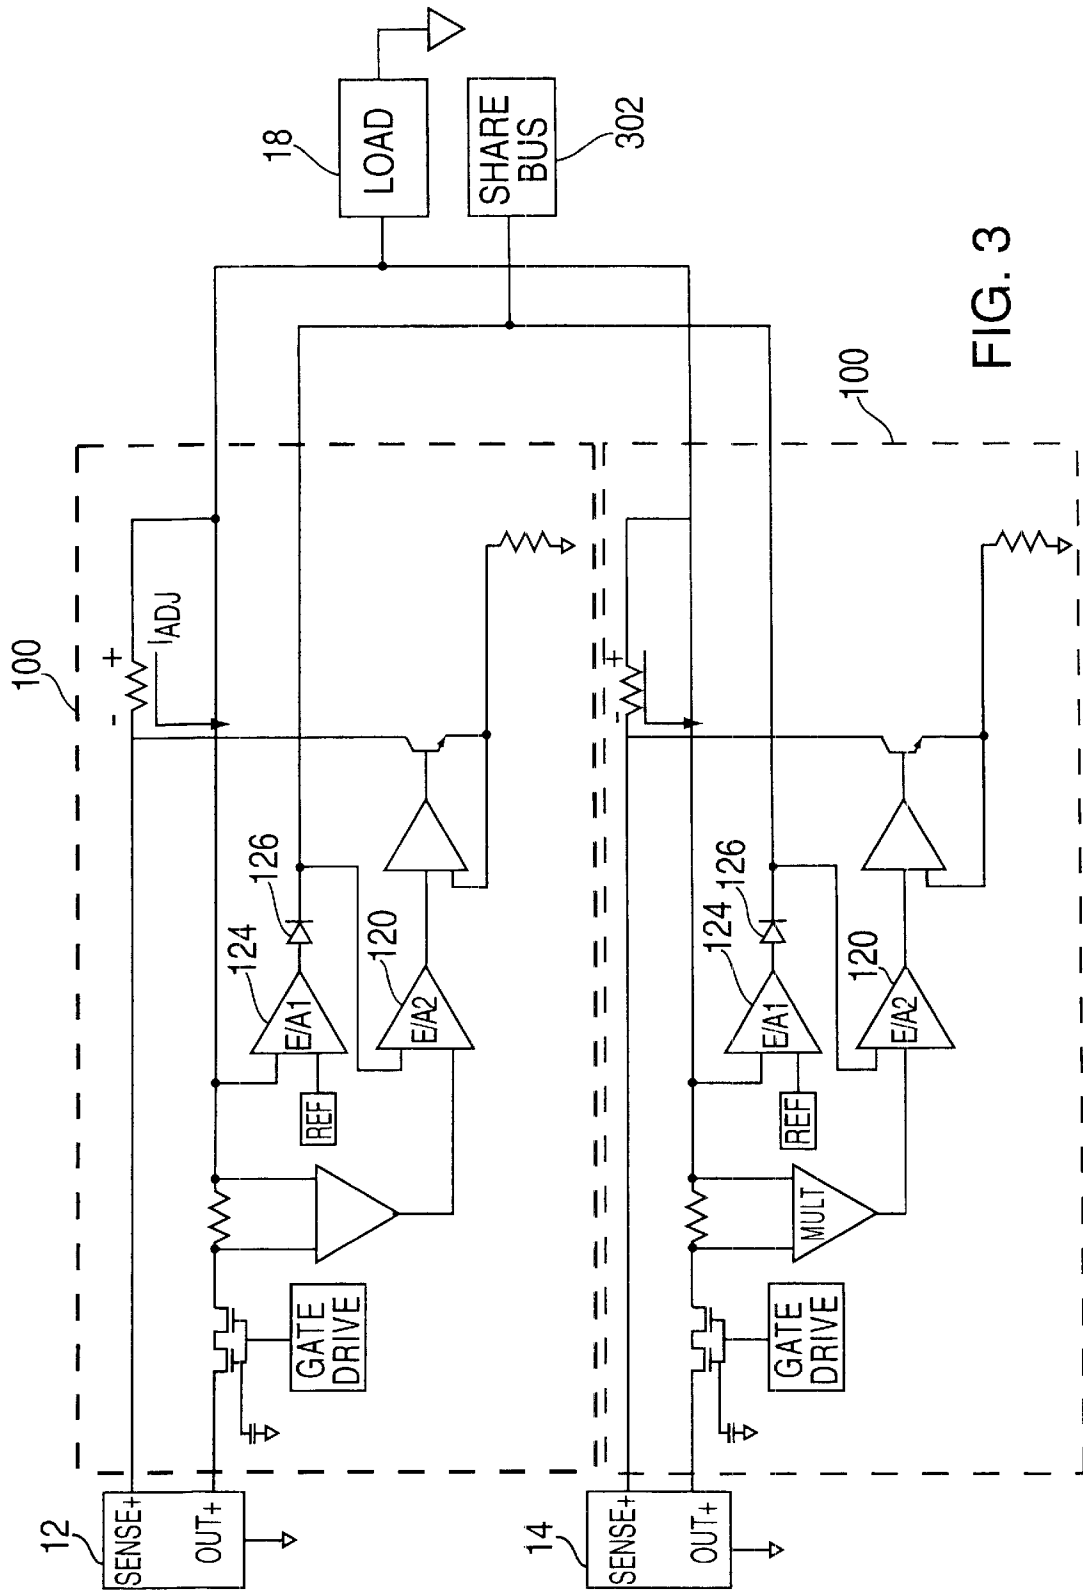 12
SENSE+
OUT+
GATE
DRIVE
REF
E/A1
124
126
E/A2
120
100
- +
IADJ
18
LOAD
SHARE
BUS
302
14
SENSE+
OUT+
GATE
DRIVE
MULT
REF
E/A1
124
126
E/A2
120
- +
100
FIG. 3